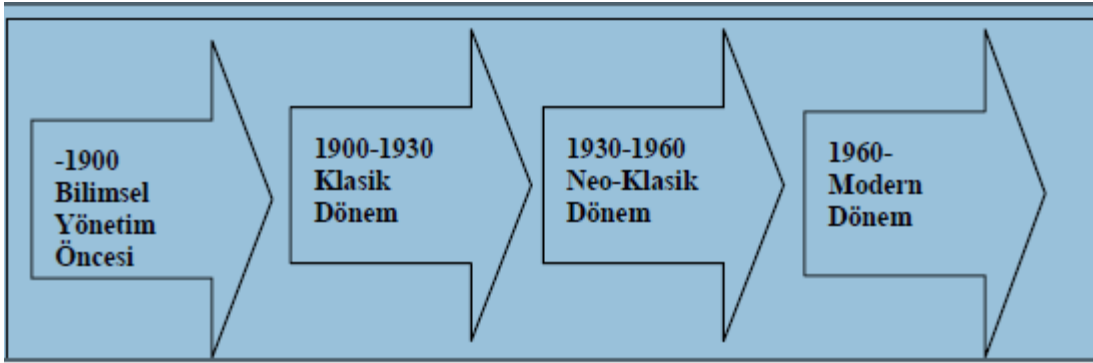 -1900
Bilimsel
Yönetim
Öncesi
1900-1930
Klasik
Dönem
1930-1960
Neo-Klasik
Dönem
1960-
Modern
Dönem